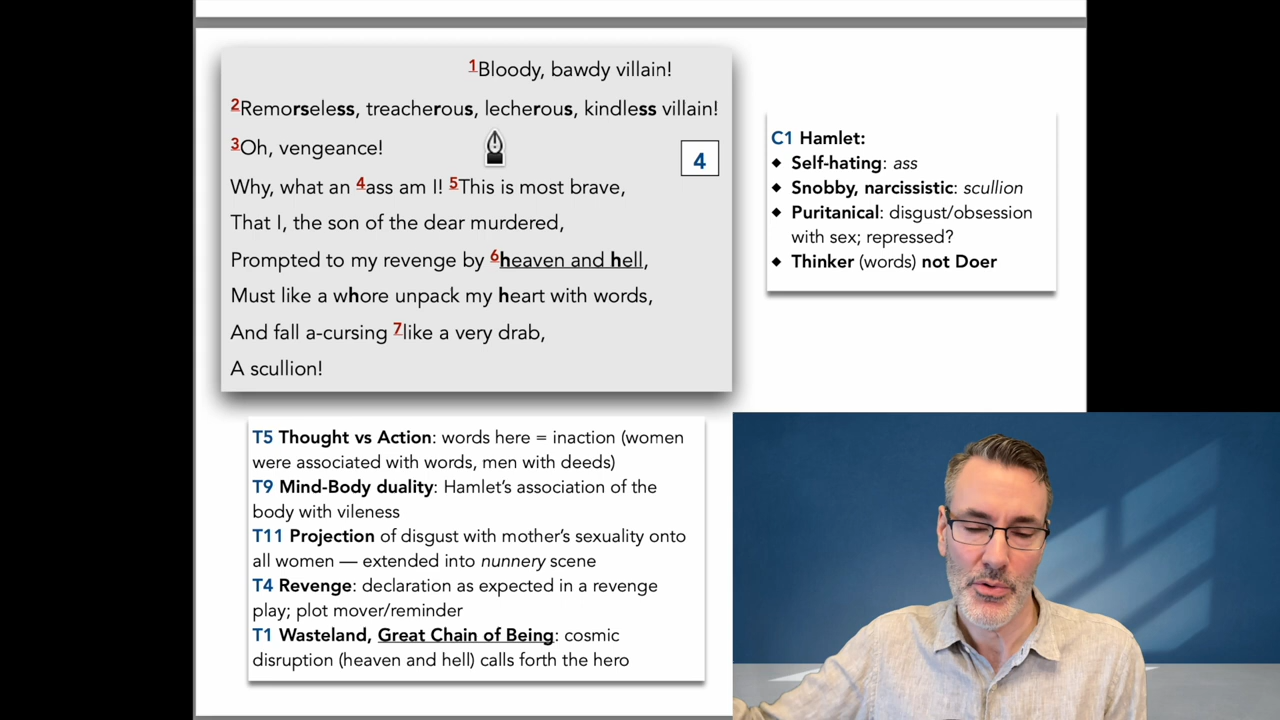 1Bloody, bawdy villain!
2Remorseless, treacherous, lecherous, kindless villain!
3Oh, vengeance!
4
Why, what an 4ass am I! 5This is most brave,
That I, the son of the dear murdered,
Prompted to my revenge by 6heaven and hell,
Must like a whore unpack my heart with words,
And fall a-cursing 7like a very drab,
A scullion!
C1 Hamlet:
◆ Self-hating: ass
◆ Snobby, narcissistic: scullion
◆ Puritanical: disgust/obsession
with sex; repressed?
◆ Thinker (words) not Doer
T5 Thought vs Action: words here = inaction (women
were associated with words, men with deeds)
T9 Mind-Body duality: Hamlet’s association of the
body with vileness
T11 Projection of disgust with mother’s sexuality onto
all women — extended into nunnery scene
T4 Revenge: declaration as expected in a revenge
play; plot mover/reminder
T1 Wasteland, Great Chain of Being: cosmic
disruption (heaven and hell) calls forth the hero